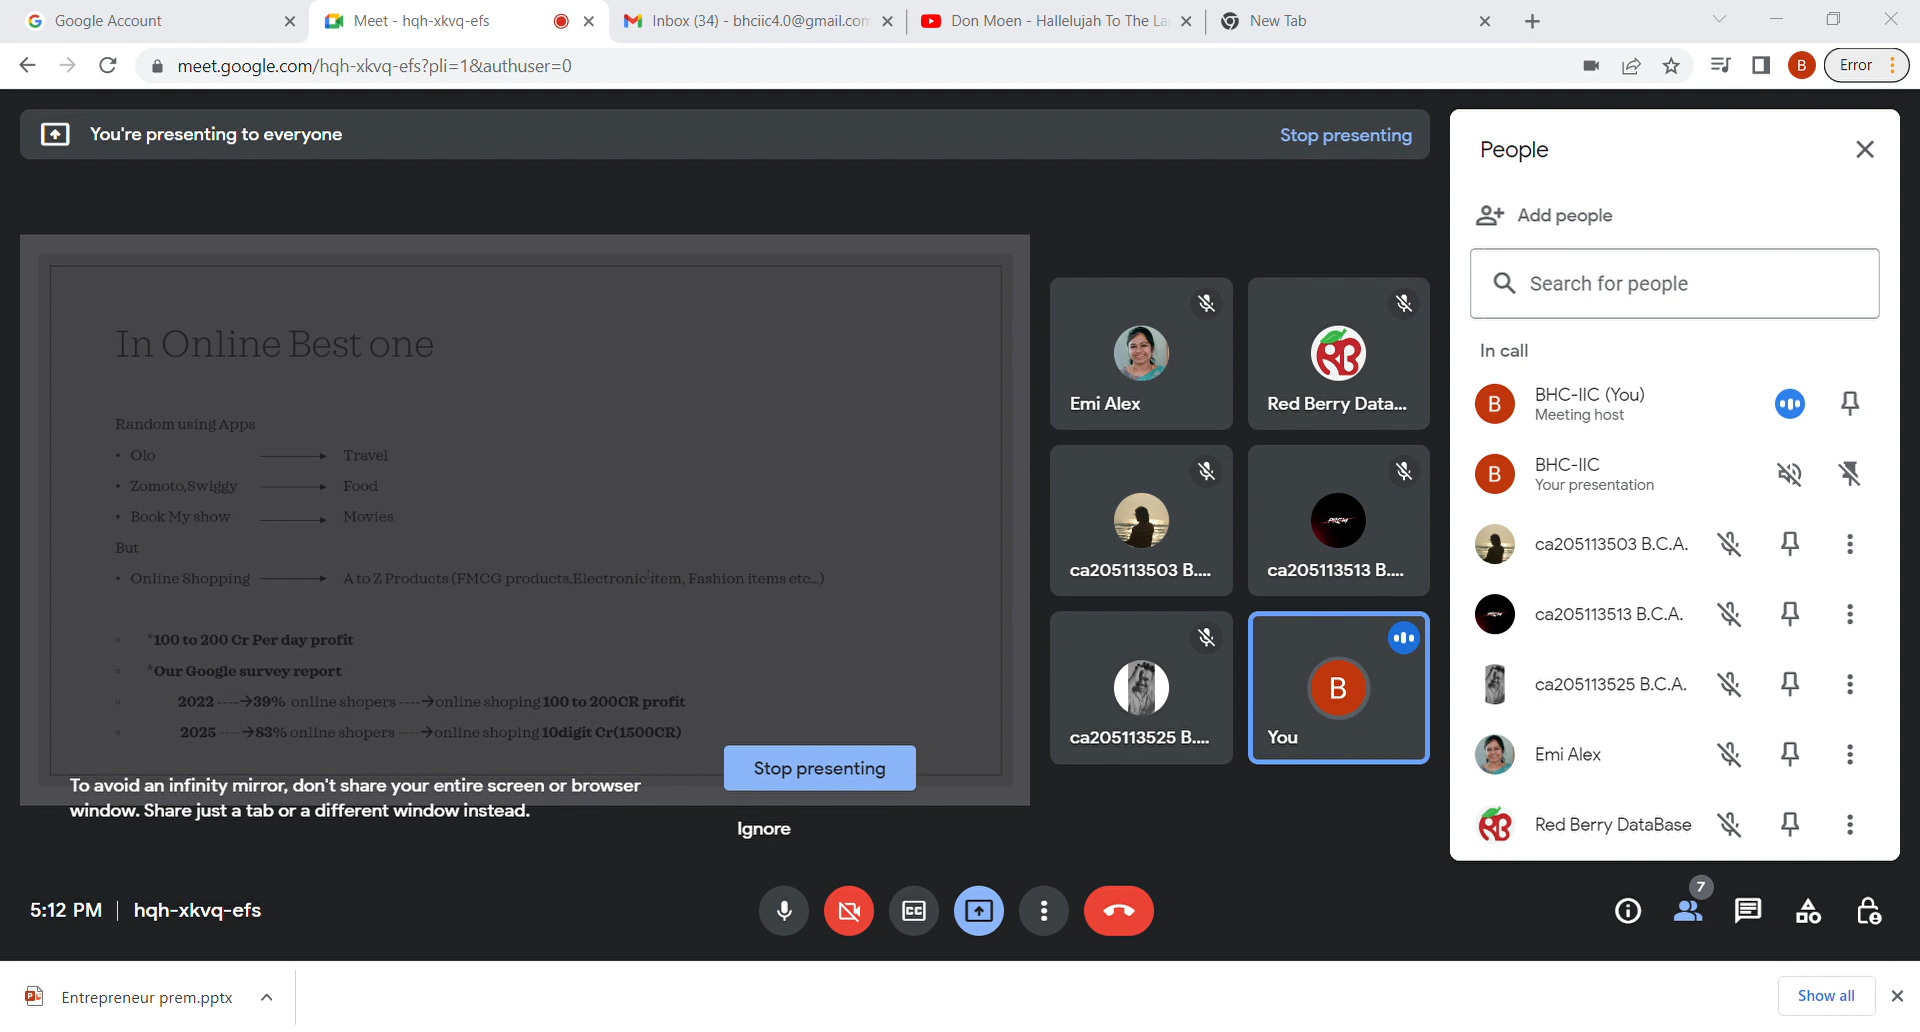 Google Account
Meet - hqh-xkvq-efs
Inbox (34) - bhciic4.0@gmail.com
Don Moen - Hallelujah To The La
New Tab
meet.google.com/hqh-xkvq-efs?pli=1&authuser=0
B
Error
You're presenting to everyone
Stop presenting
In Online Best one
Random using Apps
• Olo Travel
• Zomoto,Swiggy Food
• Book My show Movies
But
• Online Shopping A to Z Products (FMCG products,Electronic item, Fashion items etc...)
*100 to 200 Cr Per day profit
*Our Google survey report
2022 ----→39% online shopers ----→online shoping 100 to 200CR profit
2025 ----→83% online shopers ----→online shoping 10digit Cr(1500CR)
To avoid an infinity mirror, don't share your entire screen or browser
window. Share just a tab or a different window instead.
Stop presenting
Ignore
Emi Alex
RB
Red Berry Data...
ca205113503 B....
PREM
ca205113513 B....
ca205113525 B....
B
You
People
Add people
Search for people
In call
B
BHC-IIC (You)
Meeting host
B
BHC-IIC
Your presentation
ca205113503 B.C.A.
ca205113513 B.C.A.
ca205113525 B.C.A.
Emi Alex
RB
Red Berry DataBase
5:12 PM | hqh-xkvq-efs
CC
7
Entrepreneur prem.pptx
Show all